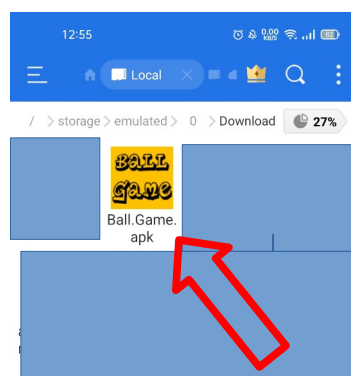 12:55
0.00
KB/S
82
Local
/ > storage > emulated > 0 > Download
27%
BALL
GAME
Ball.Game.
apk